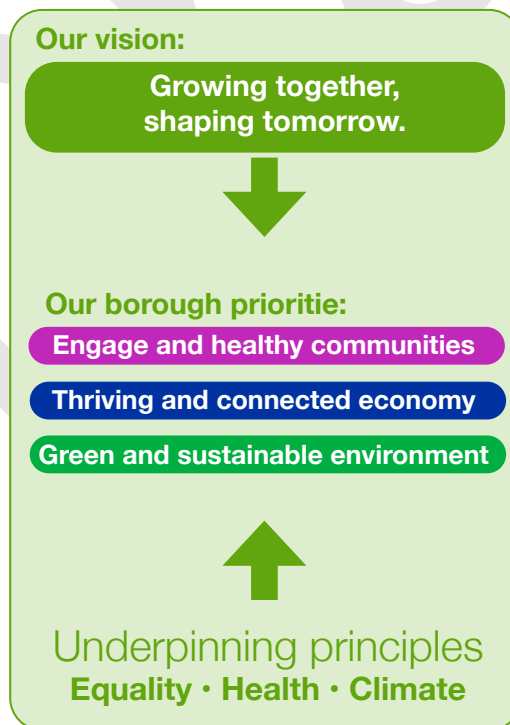 Our vision:
Growing together,
shaping tomorrow.
Our borough prioritie:
Engage and healthy communities
Thriving and connected economy
Green and sustainable environment
Underpinning principles
Equality · Health · Climate